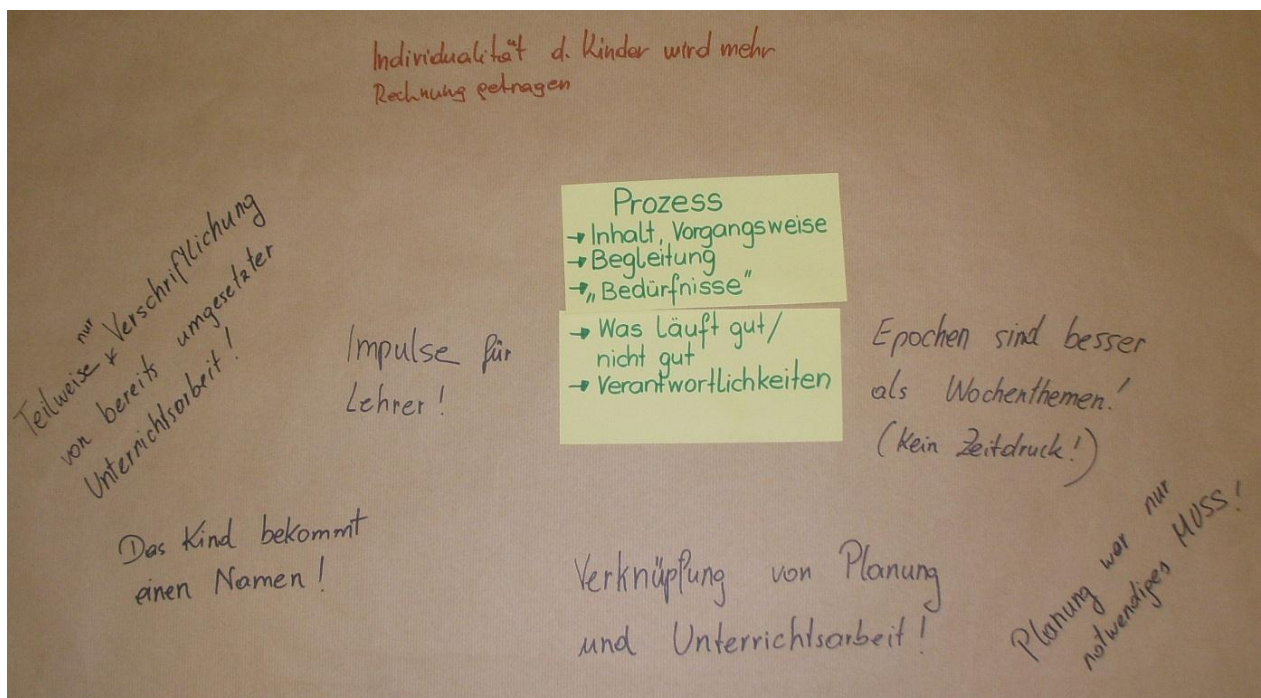 Individualität d. Kinder wird mehr
Rechnung getragen
Prozess
→ Inhalt, Vorgangsweise
→ Begleitung
→ „Bedürfnisse"
→ Was läuft gut/
nicht gut
→ Verantwortlichkeiten
Teilweise * nur Verschriftlichung
von bereits umgesetzter
Unterrichtsarbeit!
Impulse für
Lehrer!
Epochen sind besser
als Wochenthemen!
(Kein Zeitdruck!)
Das Kind bekommt
einen Namen!
Verknüpfung von Planung
und Unterrichtsarbeit!
Planung war nur
notwendiges MUSS!